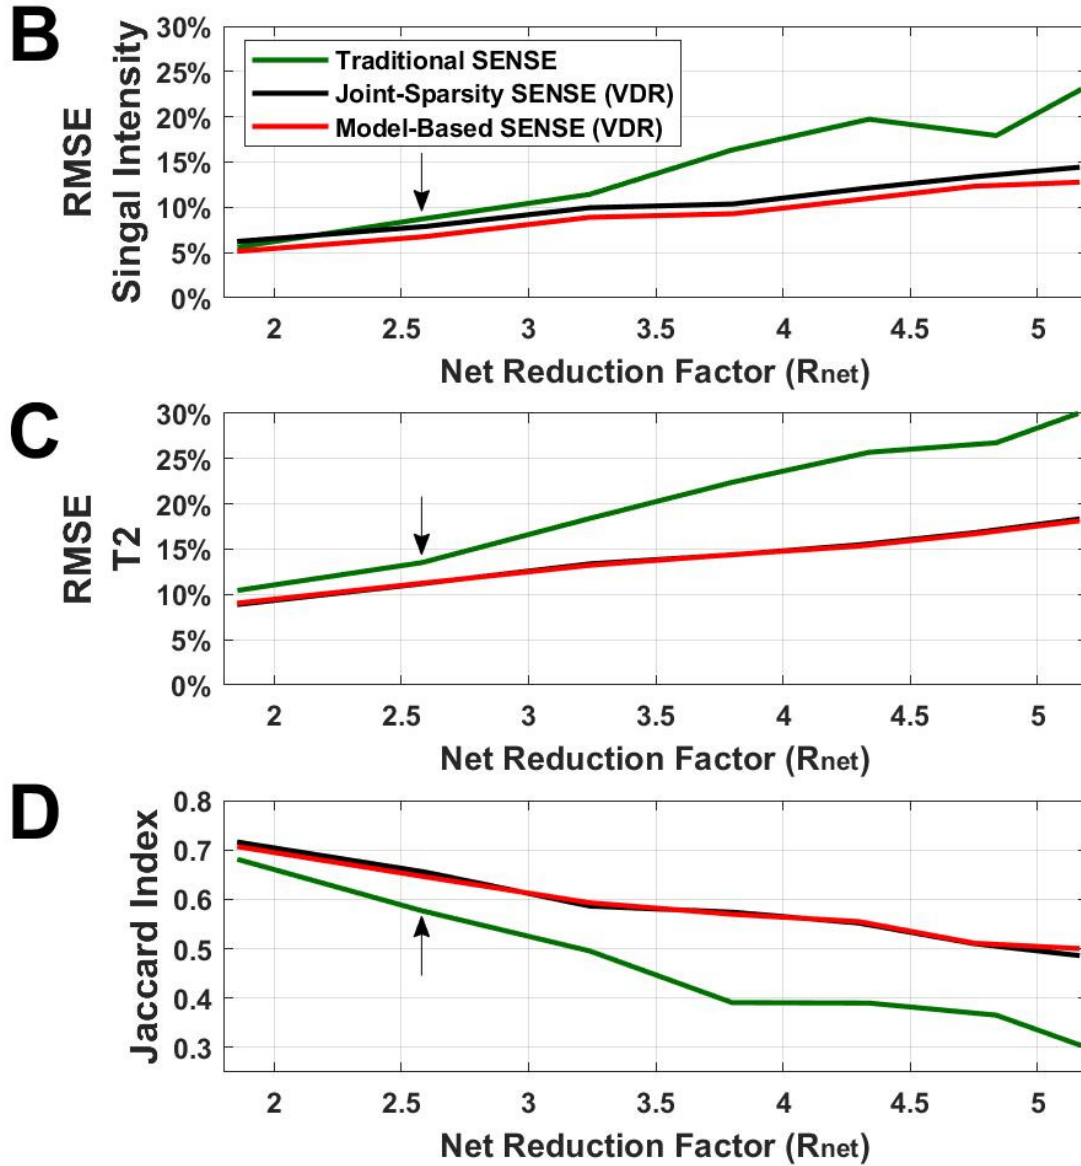 B
RMSE
Singal Intensity
30%
25%
20%
15%
10%
5%
0%
Traditional SENSE
Joint-Sparsity SENSE (VDR)
Model-Based SENSE (VDR)
2 2.5 3 3.5 4 4.5 5
Net Reduction Factor (Rnet)
C
RMSE
T2
30%
25%
20%
15%
10%
5%
0%
2 2.5 3 3.5 4 4.5 5
Net Reduction Factor (Rnet)
D
Jaccard Index
0.8
0.7
0.6
0.5
0.4
0.3
2 2.5 3 3.5 4 4.5 5
Net Reduction Factor (Rnet)